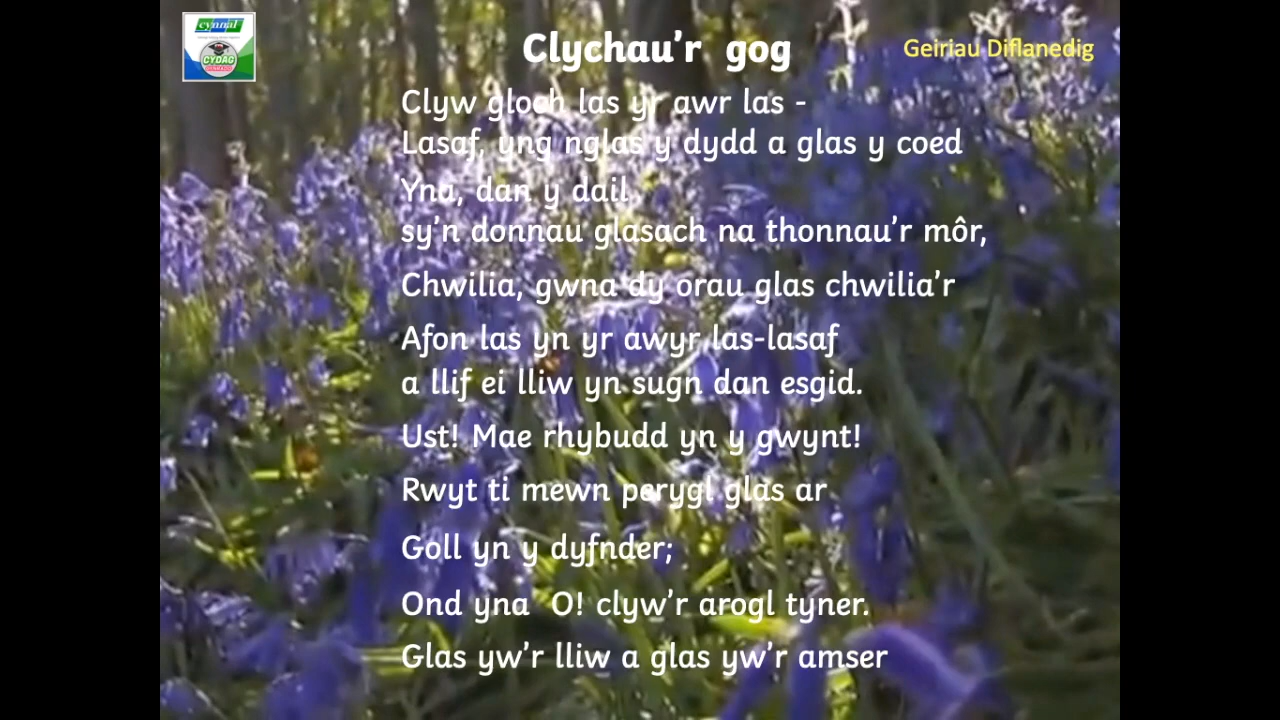 cynnal
CYDAG
Clychau’r gog
Geiriau Diflanedig
Clyw gloch las yr awr las -
Lasaf, yng nglas y dydd a glas y coed
Yna, dan y dail
sy’n donnau glasach na thonnau’r môr,
Chwilia, gwna dy orau glas chwilia’r
Afon las yn yr awyr las-lasaf
a llif ei lliw yn sugn dan esgid.
Ust! Mae rhybudd yn y gwynt!
Rwyt ti mewn perygl glas ar
Goll yn y dyfnder;
Ond yna O! clyw’r arogl tyner.
Glas yw’r lliw a glas yw’r amser